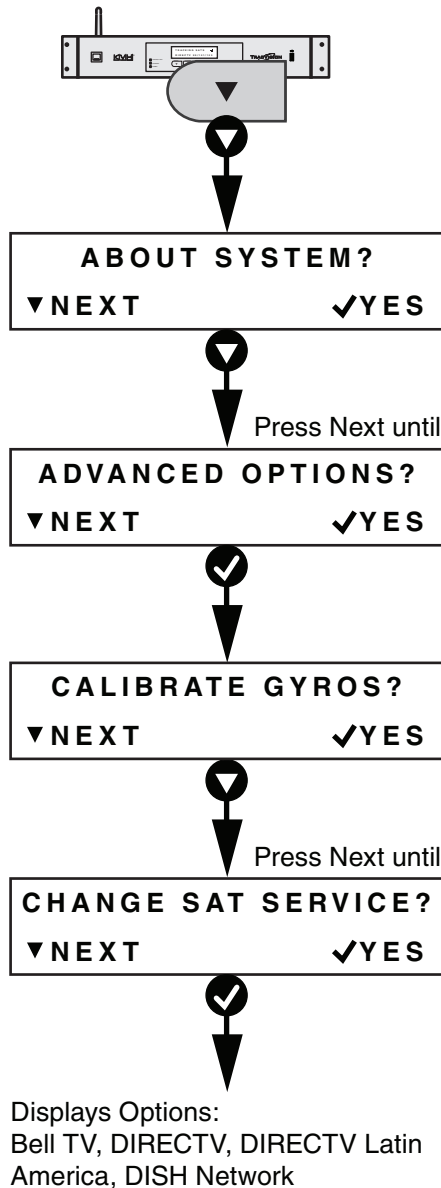 KVH
ABOUT SYSTEM?
▼NEXT ✓YES
Press Next until
ADVANCED OPTIONS?
▼NEXT ✓YES
CALIBRATE GYROS?
▼NEXT ✓YES
Press Next until
CHANGE SAT SERVICE?
▼NEXT ✓YES
Displays Options:
Bell TV, DIRECTV, DIRECTV Latin
America, DISH Network